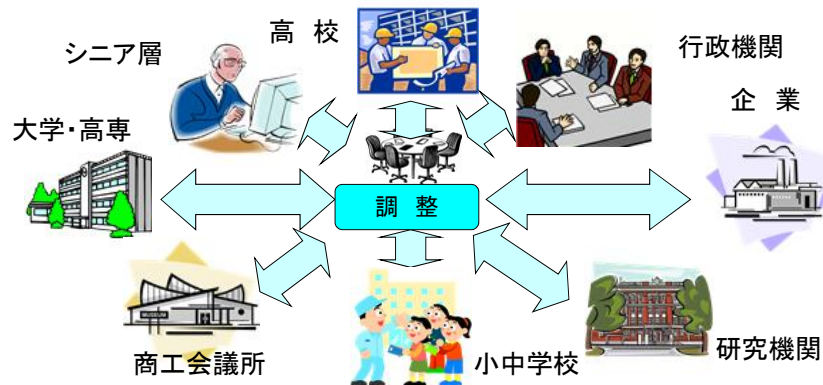 高 校
シニア層
行政機関
企 業
大学・高専
調 整
MUSEUM
商工会議所
小中学校
研究機関